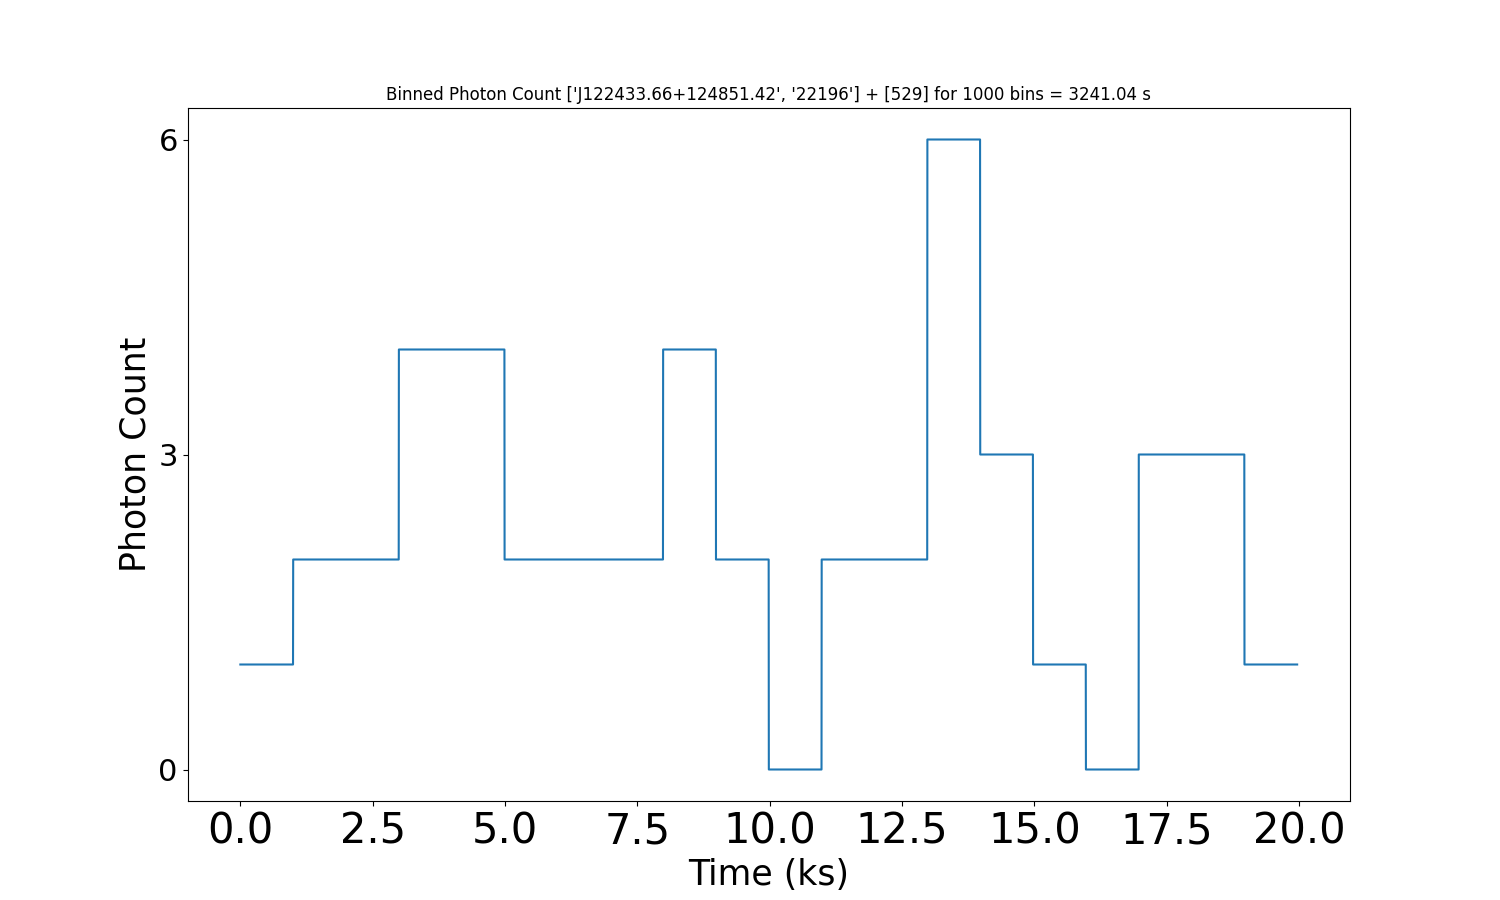 Binned Photon Count ['J122433.66+124851.42', '22196'] + [529] for 1000 bins = 3241.04 s
6
3
0
Photon Count
0.0 2.5 5.0 7.5 10.0 12.5 15.0 17.5 20.0
Time (ks)